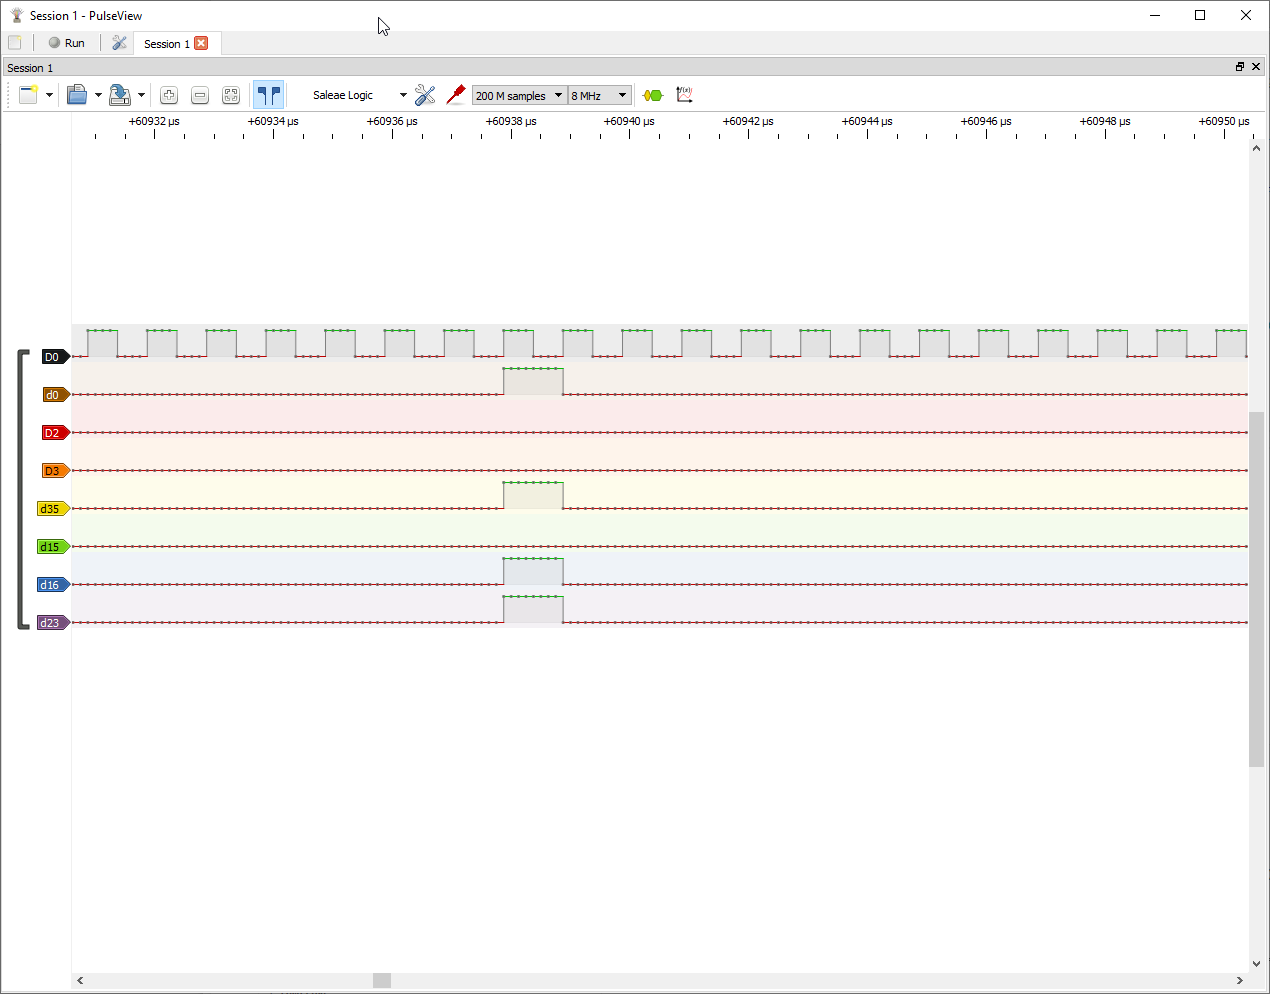 Session 1 - PulseView
Run
Session 1
Session 1
Saleae Logic
200 M samples
8 MHz
+60932 µs +60934 µs +60936 µs +60938 µs +60940 µs +60942 µs +60944 µs +60946 µs +60948 µs +60950 µs
D0
d0
D2
D3
d35
d15
d16
d23